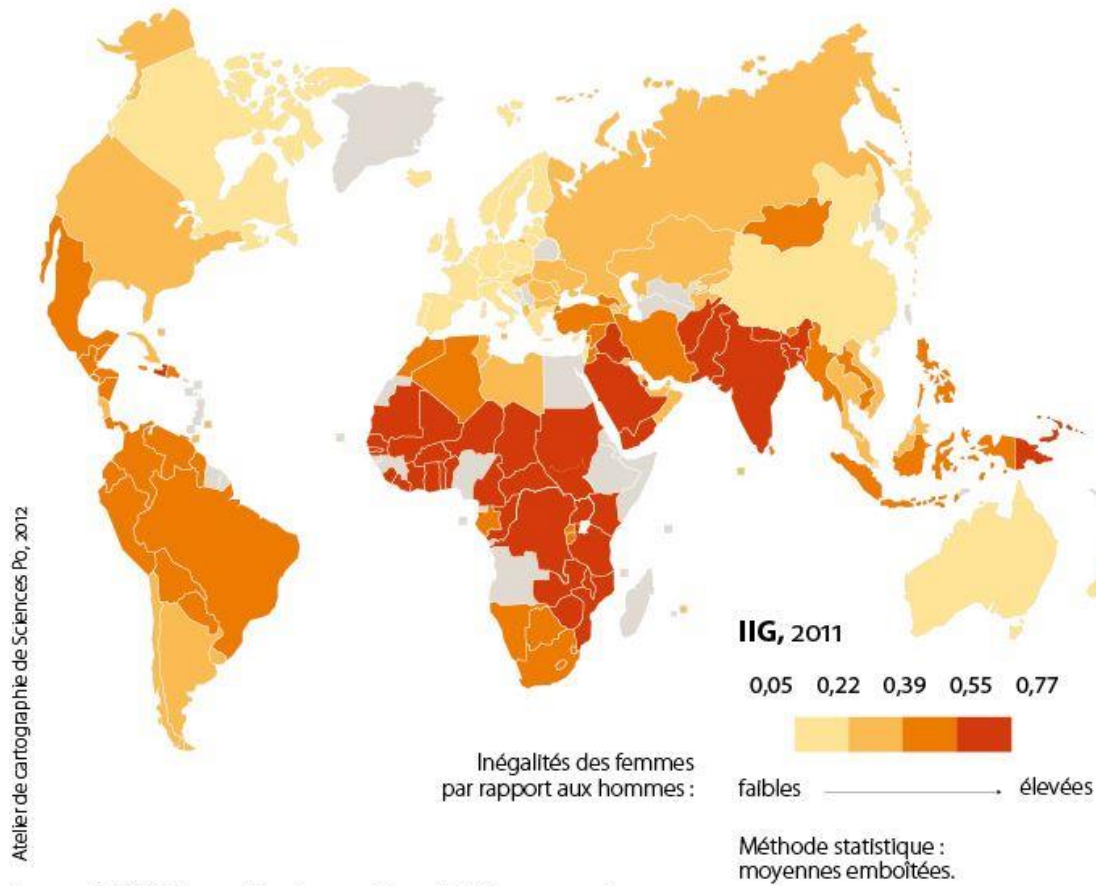 Atelier de cartographie de Sciences Po, 2012
IIG, 2011
0,05 0,22 0,39 0,55 0,77
Inégalités des femmes
par rapport aux hommes :
faibles
élevées
Méthode statistique :
moyennes emboîtées.